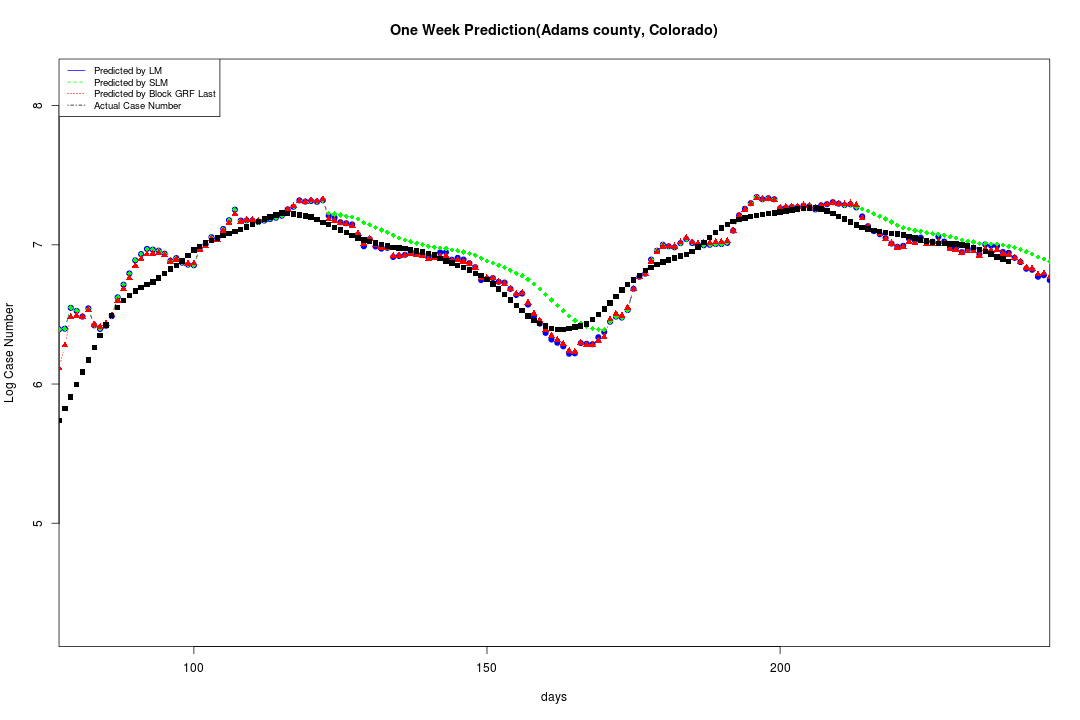 One Week Prediction(Adams county, Colorado)
Predicted by LM
Predicted by SLM
Predicted by Block GRF Last
Actual Case Number
8
7
6
5
Log Case Number
100 150 200
days